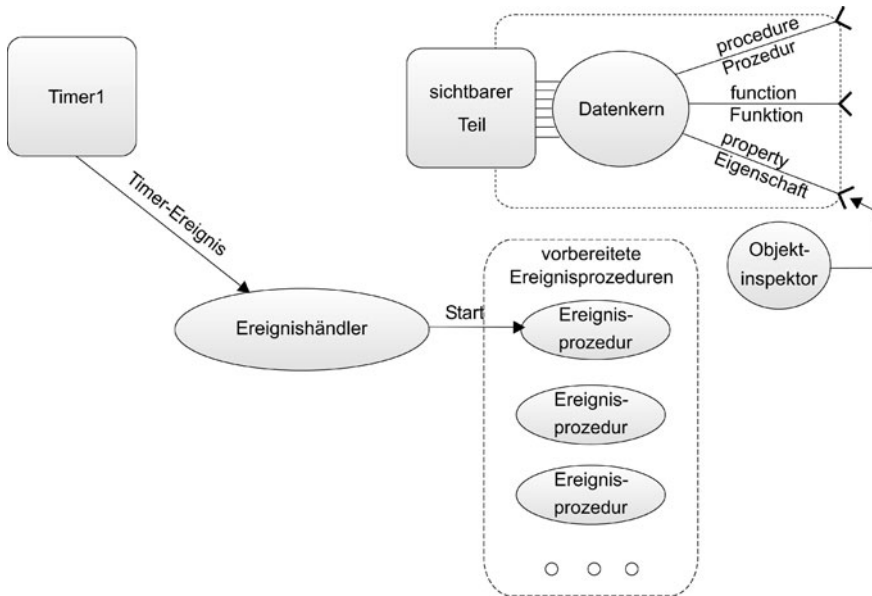 Timer1
sichtbarer
Teil
Datenkern
procedure
Prozedur
function
Funktion
property
Eigenschaft
Timer-Ereignis
Objekt-
inspektor
vorbereitete
Ereignisprozeduren
Ereignishändler
Start
Ereignis-
prozedur
Ereignis-
prozedur
Ereignis-
prozedur